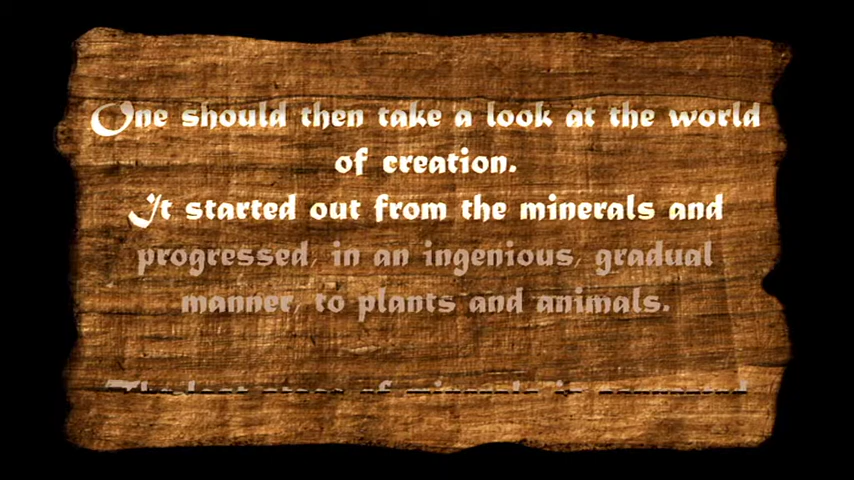 One should then take a look at the world
of creation.
It started out from the minerals and
progressed, in an ingenious, gradual
manner, to plants and animals.